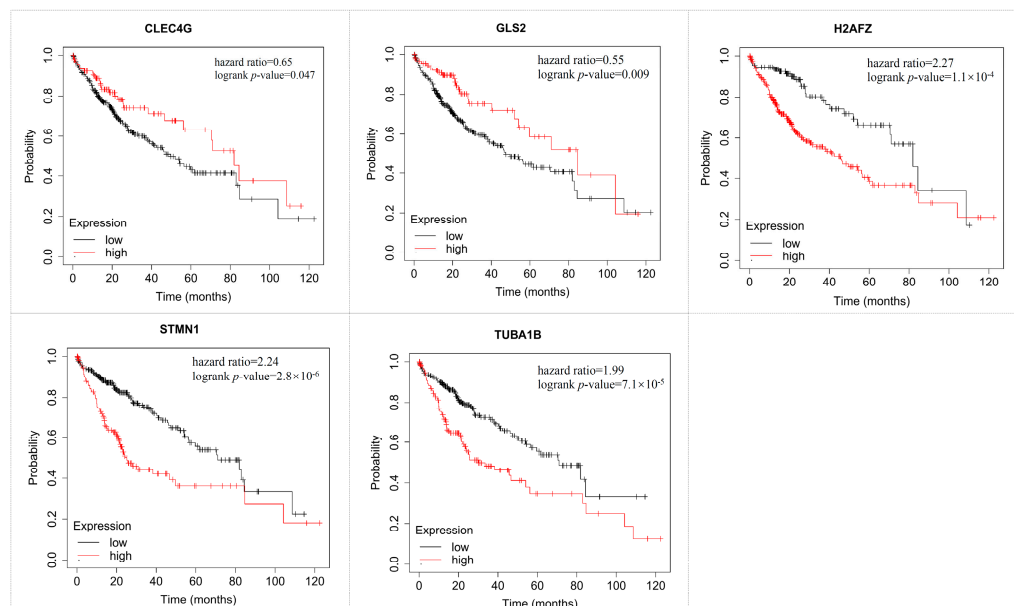 CLEC4G
hazard ratio=0.65
logrank p-value=0.047
Probability
1.0
0.8
0.6
0.4
0.2
0.0
Expression
low
high
0 20 40 60 80 100 120
Time (months)
GLS2
hazard ratio=0.55
logrank p-value=0.009
Probability
1.0
0.8
0.6
0.4
0.2
0.0
Expression
low
high
0 20 40 60 80 100 120
Time (months)
H2AFZ
hazard ratio=2.27
logrank p-value=1.1×10⁻⁴
Probability
1.0
0.8
0.6
0.4
0.2
0.0
Expression
low
high
0 20 40 60 80 100 120
Time (months)
STMN1
hazard ratio=2.24
logrank p-value=2.8×10⁻⁶
Probability
1.0
0.8
0.6
0.4
0.2
0.0
Expression
low
high
0 20 40 60 80 100 120
Time (months)
TUBA1B
hazard ratio=1.99
logrank p-value=7.1×10⁻⁵
Probability
1.0
0.8
0.6
0.4
0.2
0.0
Expression
low
high
0 20 40 60 80 100 120
Time (months)